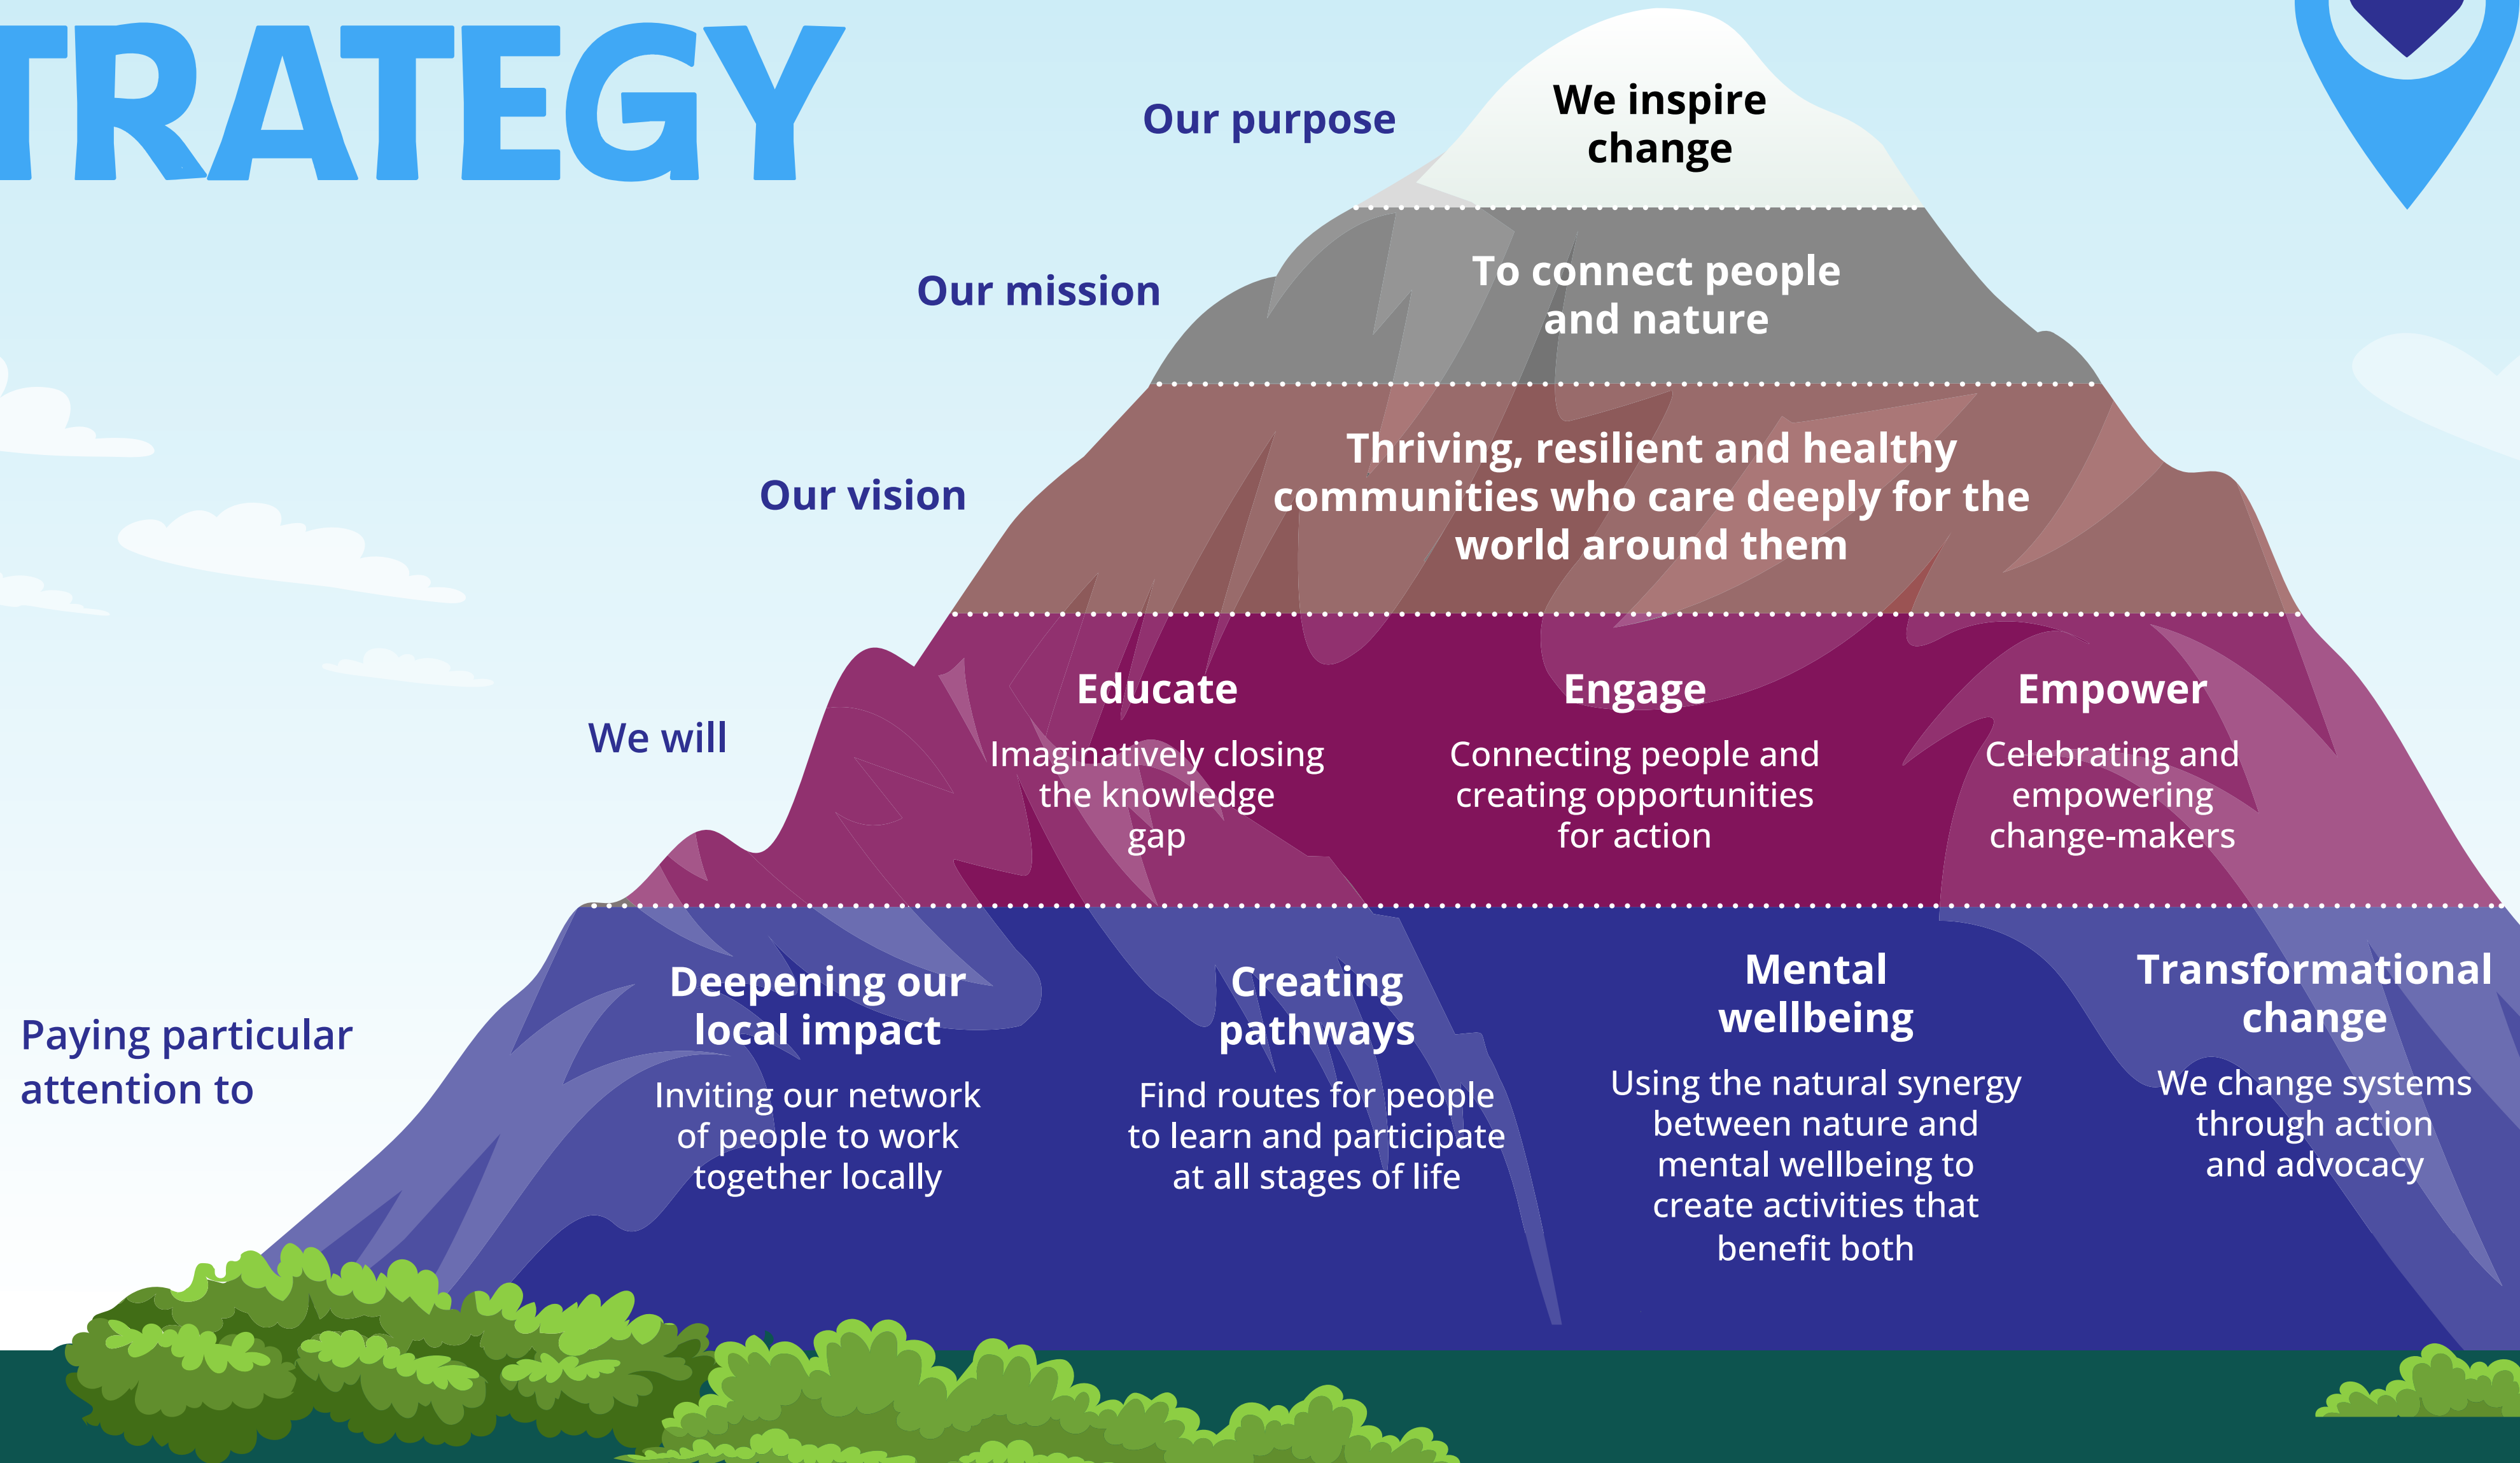 TRATEGY
Our purpose
We inspire
change
Our mission
To connect people
and nature
Our vision
Thriving, resilient and healthy
communities who care deeply for the
world around them
We will
Educate
Imaginatively closing
the knowledge
gap
Engage
Connecting people and
creating opportunities
for action
Empower
Celebrating and
empowering
change-makers
Paying particular
attention to
Deepening our
local impact
Inviting our network
of people to work
together locally
Creating
pathways
Find routes for people
to learn and participate
at all stages of life
Mental
wellbeing
Using the natural synergy
between nature and
mental wellbeing to
create activities that
benefit both
Transformational
change
We change systems
through action
and advocacy